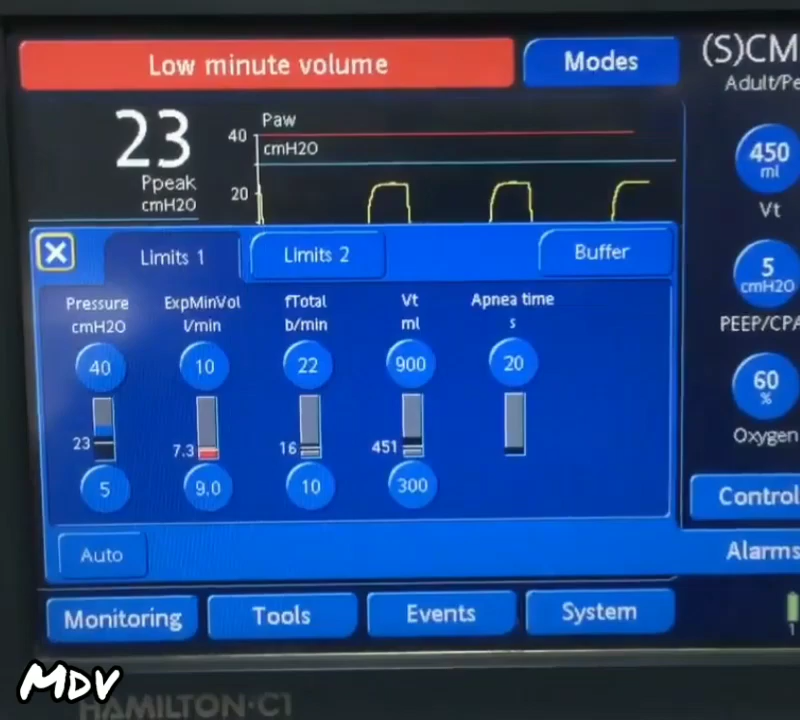 Low minute volume
Modes
(S)CM
Adult/Pe
23
Ppeak
cmH2O
Paw
40
cmH2O
20
450
ml
Vt
5
cmH2O
PEEP/CPA
60
%
Oxygen
Limits 1
Limits 2
Buffer
Pressure
cmH2O
ExpMinVol
l/min
fTotal
b/min
Vt
ml
Apnea time
s
40
10
22
900
20
23
7.3
16
451
5
9.0
10
300
Control
Auto
Alarms
Monitoring
Tools
Events
System
1
MDV
HAMILTON-C1